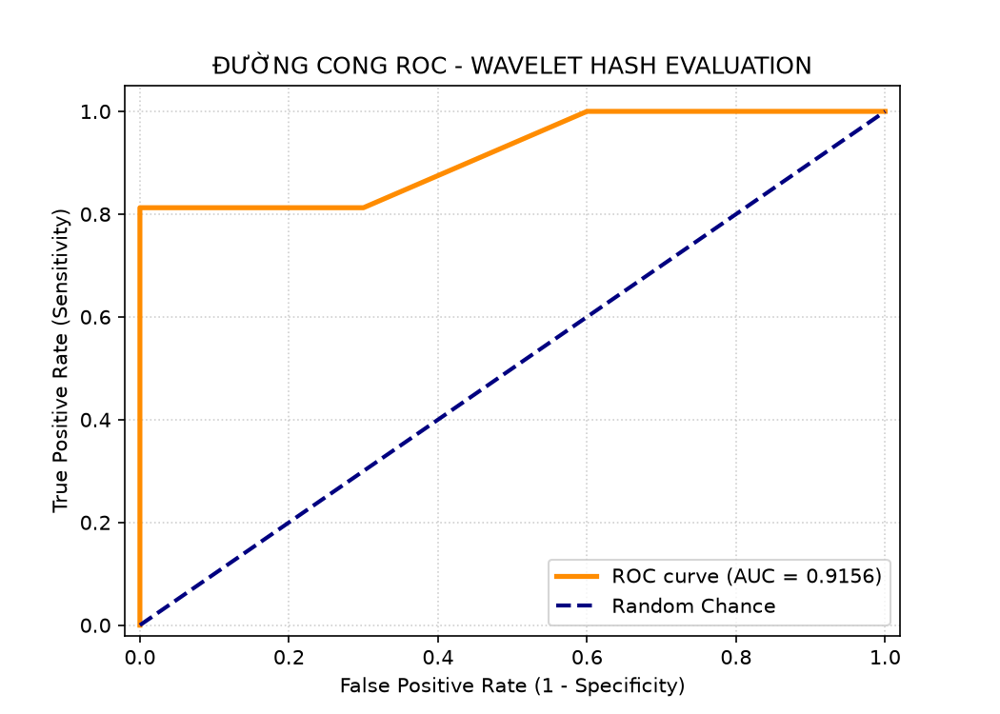 ĐƯỜNG CONG ROC - WAVELET HASH EVALUATION
True Positive Rate (Sensitivity)
1.0
0.8
0.6
0.4
0.2
0.0
ROC curve (AUC = 0.9156)
Random Chance
0.0 0.2 0.4 0.6 0.8 1.0
False Positive Rate (1 - Specificity)